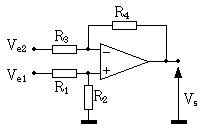 R₄
Vₑ₂ R₃ −
Vₑ₁ R₁ +
R₂ Vₛ